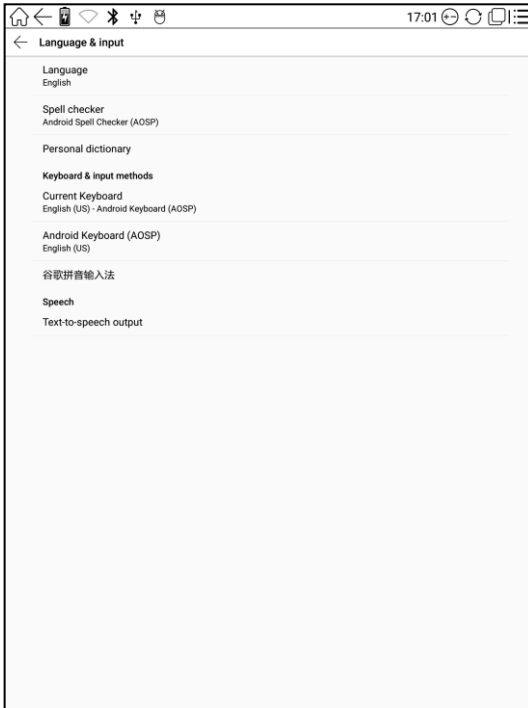 17:01
Language & input
Language
English
Spell checker
Android Spell Checker (AOSP)
Personal dictionary
Keyboard & input methods
Current Keyboard
English (US) - Android Keyboard (AOSP)
Android Keyboard (AOSP)
English (US)
谷歌拼音输入法
Speech
Text-to-speech output